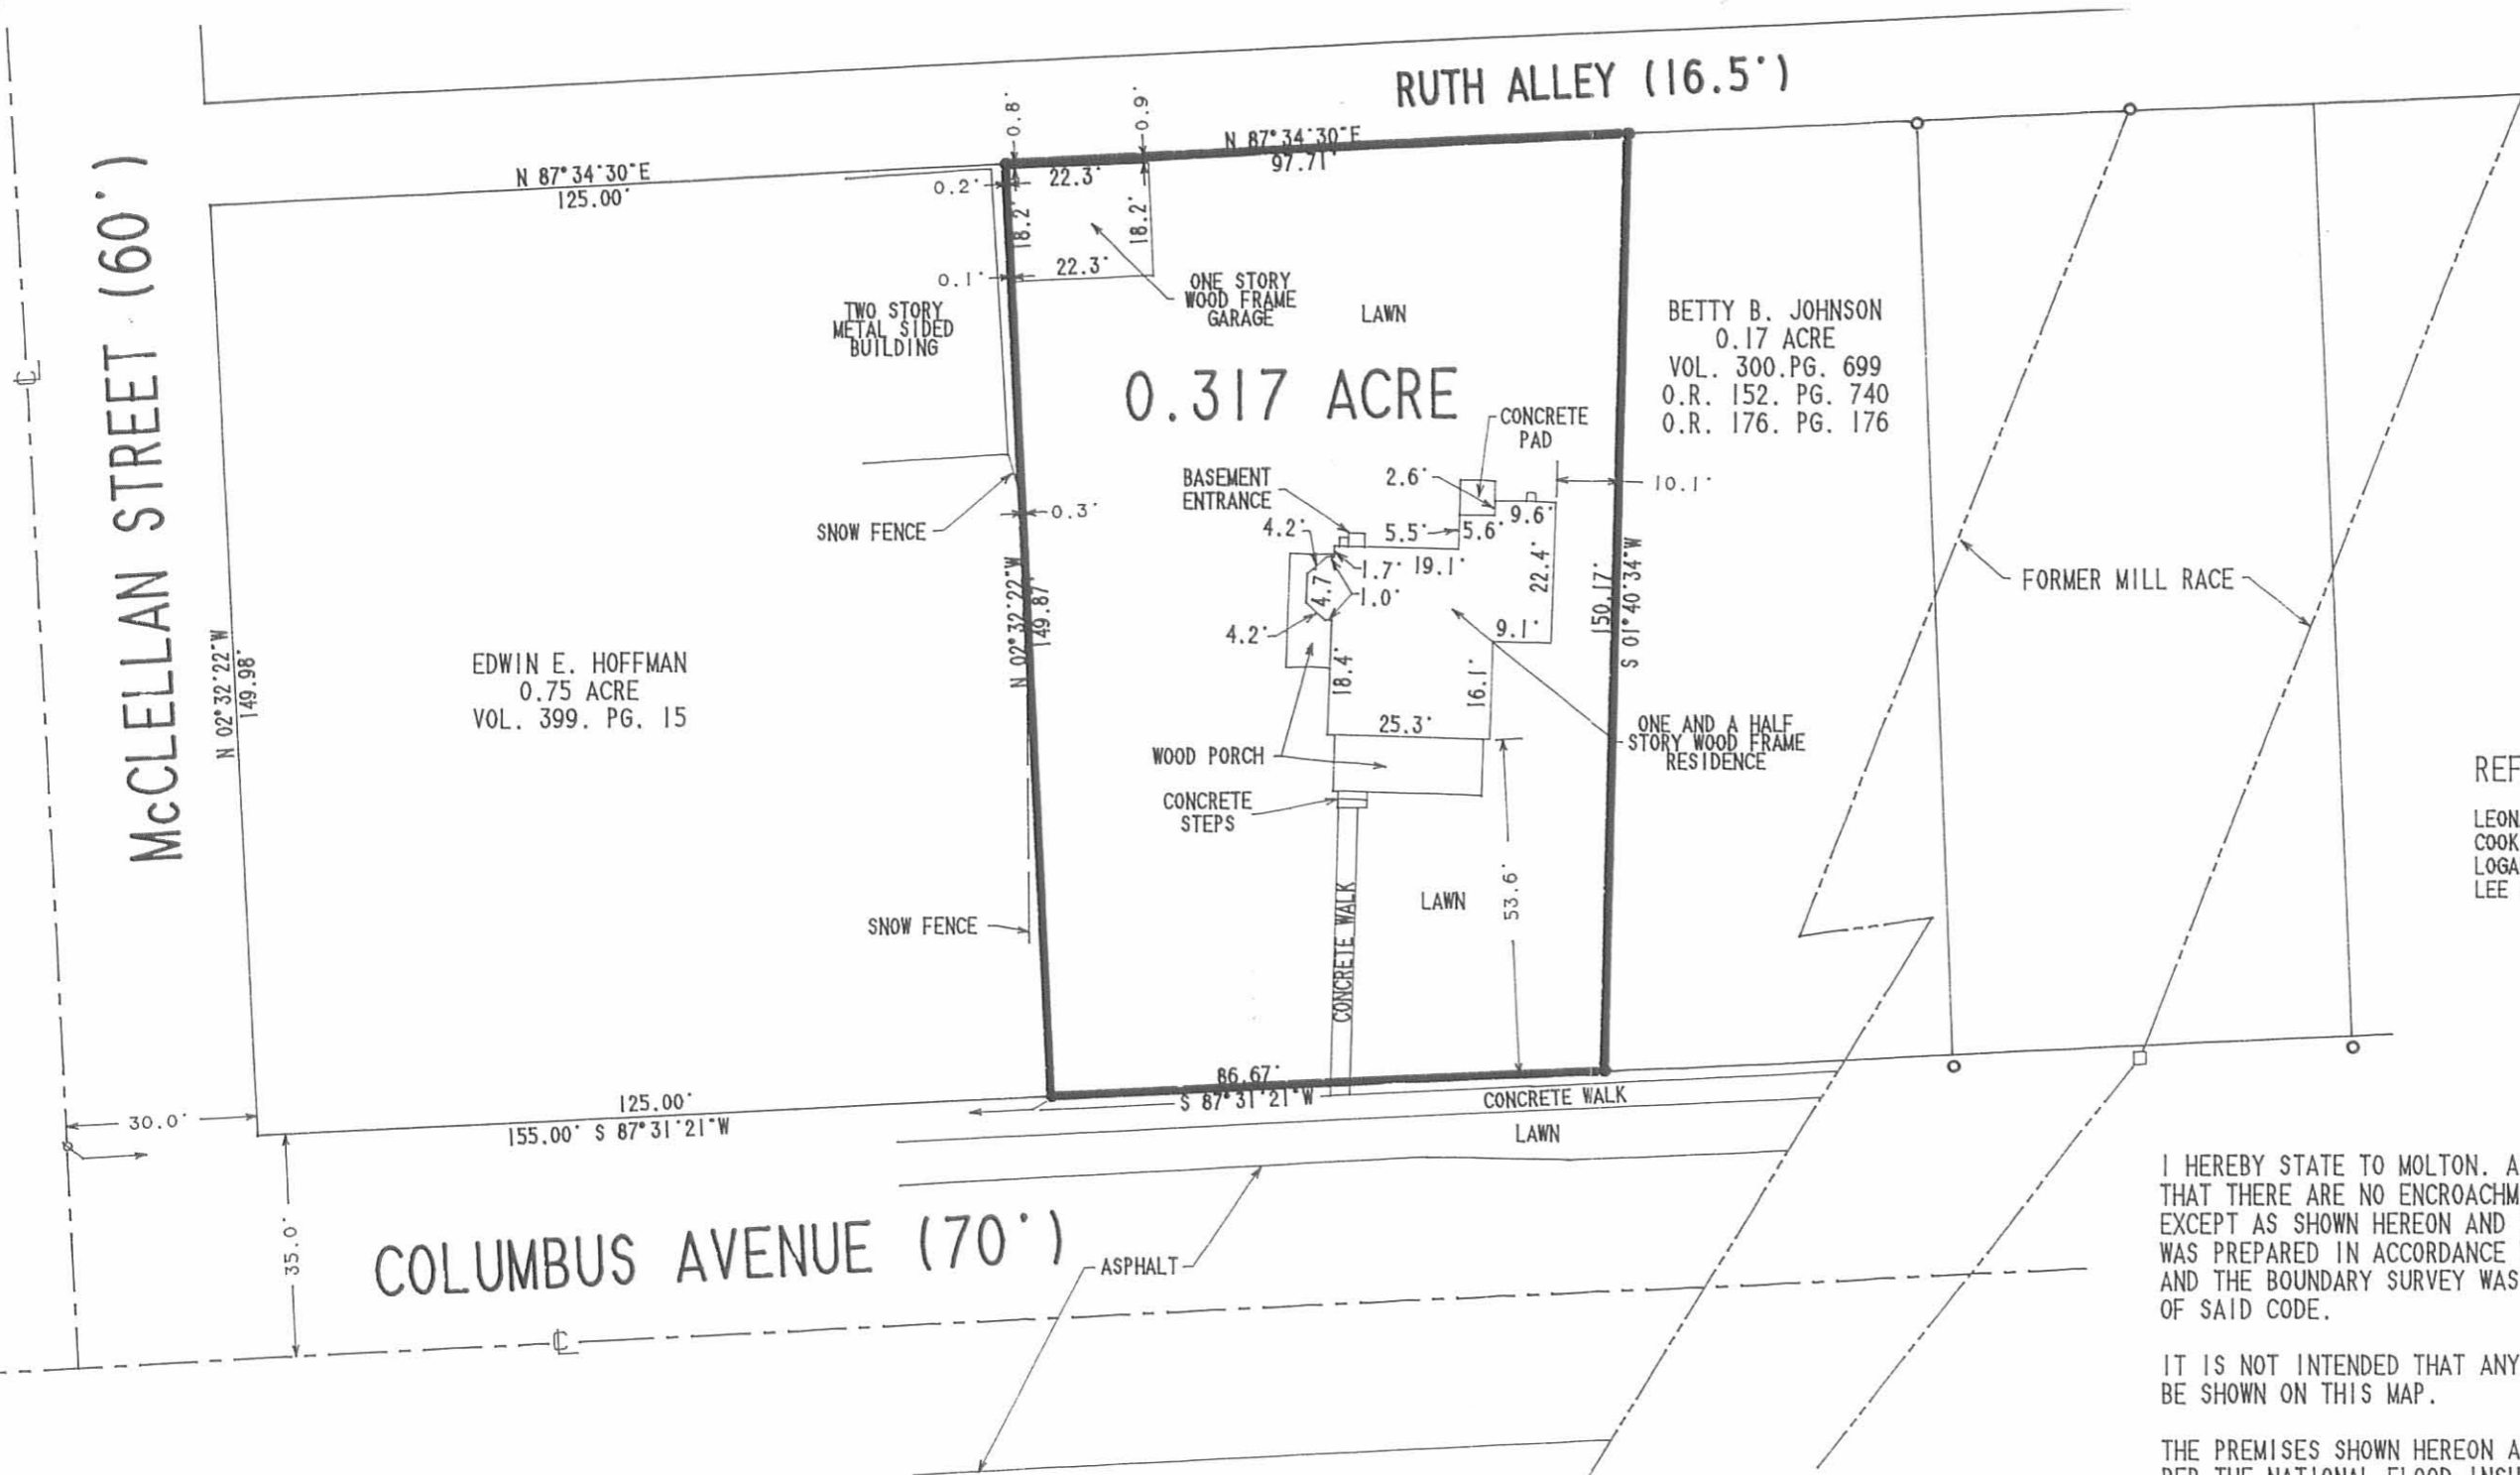 RUTH ALLEY (16.5')
McCLELLAN STREET (60')
N 87°34'30"E
125.00'
0.8'
0.9'
N 87°34'30"E
97.71'
0.2'
22.3'
18.2'
18.2'
0.1'
22.3'
ONE STORY
WOOD FRAME
GARAGE
LAWN
TWO STORY
METAL SIDED
BUILDING
0.317 ACRE
BETTY B. JOHNSON
0.17 ACRE
VOL. 300. PG. 699
O.R. 152. PG. 740
O.R. 176. PG. 176
CONCRETE
PAD
BASEMENT
ENTRANCE
2.6'
10.1'
SNOW FENCE
0.3'
4.2'
5.5'
5.6'
9.6'
1.7'
19.1'
22.4'
4.7
1.0'
4.2'
9.1'
18.4'
16.1'
25.3'
N 02°32'22"W
149.87'
150.17'
S 01°40'34"W
FORMER MILL RACE
N 02°32'22"W
149.98'
EDWIN E. HOFFMAN
0.75 ACRE
VOL. 399. PG. 15
ONE AND A HALF
STORY WOOD FRAME
RESIDENCE
WOOD PORCH
CONCRETE
STEPS
SNOW FENCE
CONCRETE WALK
LAWN
53.6'
86.67'
S 87°31'21"W
CONCRETE WALK
LAWN
30.0'
125.00'
155.00' S 87°31'21"W
35.0'
COLUMBUS AVENUE (70')
ASPHALT
REF
LEON
COOK
LOGA
LEE
I HEREBY STATE TO MOLTON. A
THAT THERE ARE NO ENCROACHM
EXCEPT AS SHOWN HEREON AND
WAS PREPARED IN ACCORDANCE
AND THE BOUNDARY SURVEY WAS
OF SAID CODE.
IT IS NOT INTENDED THAT ANY
BE SHOWN ON THIS MAP.
THE PREMISES SHOWN HEREON A
PER THE NATIONAL FLOOD